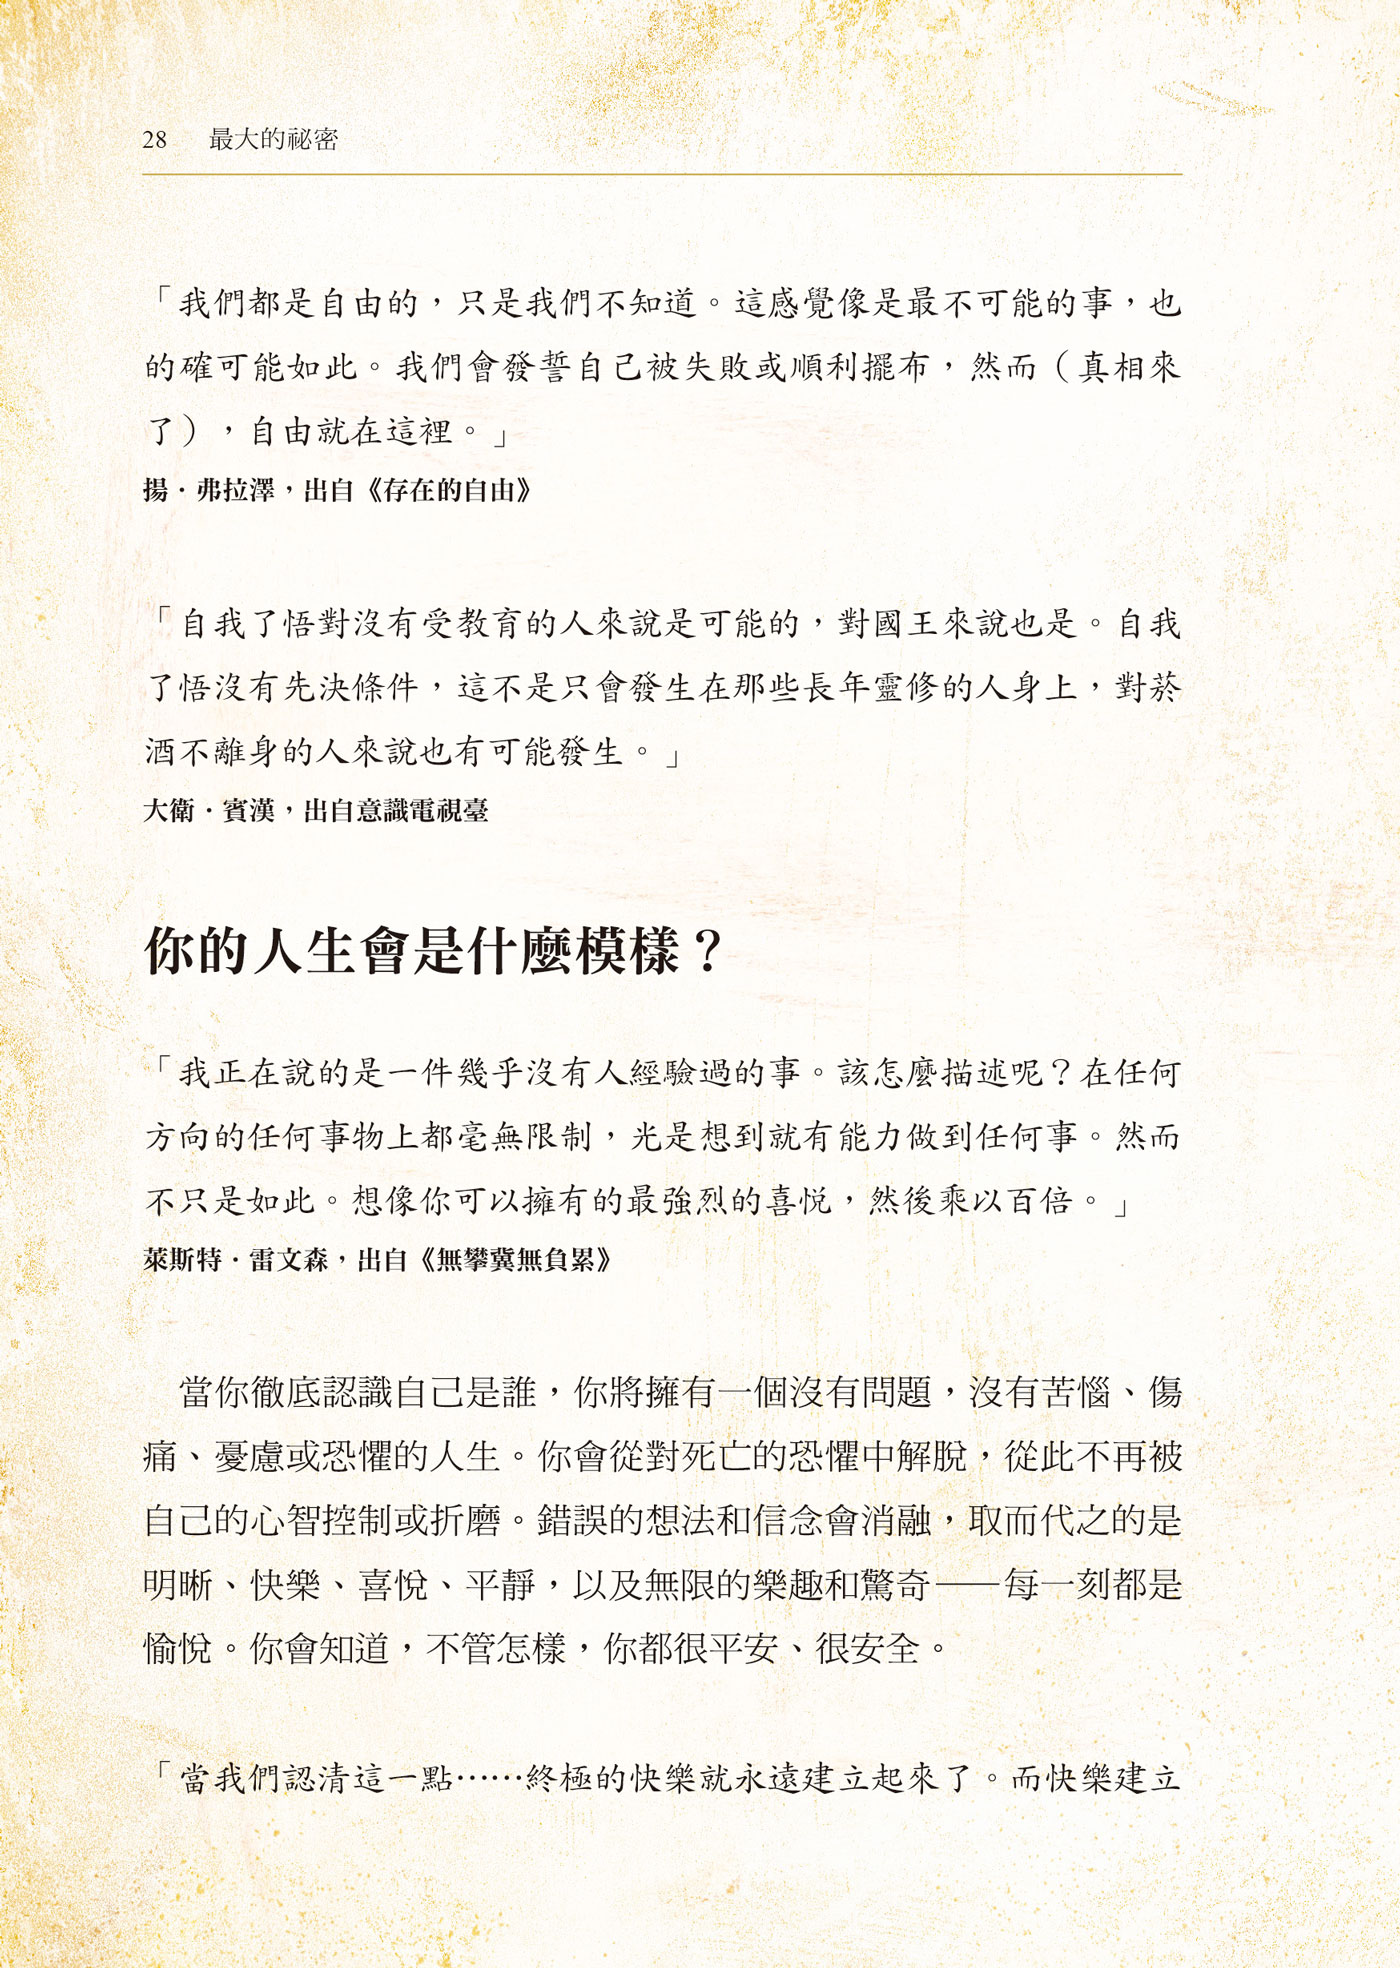 28 最大的祕密
「我們都是自由的，只是我們不知道。這感覺像是最不可能的事，也
的確可能如此。我們會發誓自己被失敗或順利擺布，然而（真相來
了），自由就在這裡。」
揚．弗拉澤，出自《存在的自由》
「自我了悟對沒有受教育的人來說是可能的，對國王來說也是。自我
了悟沒有先決條件，這不是只會發生在那些長年靈修的人身上，對菸
酒不離身的人來說也有可能發生。」
大衛．賓漢，出自意識電視臺
你的人生會是什麼模樣？
「我正在說的是一件幾乎沒有人經驗過的事。該怎麼描述呢？在任何
方向的任何事物上都毫無限制，光是想到就有能力做到任何事。然而
不只是如此。想像你可以擁有的最強烈的喜悅，然後乘以百倍。」
萊斯特．雷文森，出自《無攀冀無負累》
當你徹底認識自己是誰，你將擁有一個沒有問題，沒有苦惱、傷
痛、憂慮或恐懼的人生。你會從對死亡的恐懼中解脫，從此不再被
自己的心智控制或折磨。錯誤的想法和信念會消融，取而代之的是
明晰、快樂、喜悅、平靜，以及無限的樂趣和驚奇——每一刻都是
愉悅。你會知道，不管怎樣，你都很平安、很安全。
「當我們認清這一點……終極的快樂就永遠建立起來了。而快樂建立